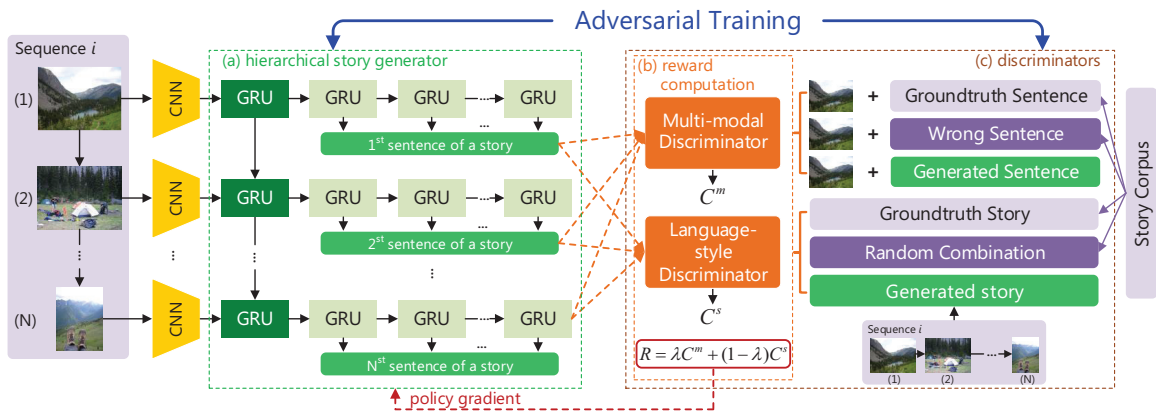 Adversarial Training
Sequence i
(1)
(2)
...
(N)
CNN
CNN
...
CNN
(a) hierarchical story generator
GRU
GRU
GRU
...
GRU
...
1st sentence of a story
GRU
GRU
GRU
...
GRU
...
2st sentence of a story
...
...
GRU
GRU
GRU
...
GRU
...
Nst sentence of a story
policy gradient
(b) reward
computation
Multi-modal
Discriminator
C^m
Language-
style
Discriminator
C^s
R = λC^m + (1−λ)C^s
(c) discriminators
+
Groundtruth Sentence
+
Wrong Sentence
+
Generated Sentence
Groundtruth Story
Random Combination
Generated story
Sequence i
...
(1)
(2)
(N)
Story Corpus